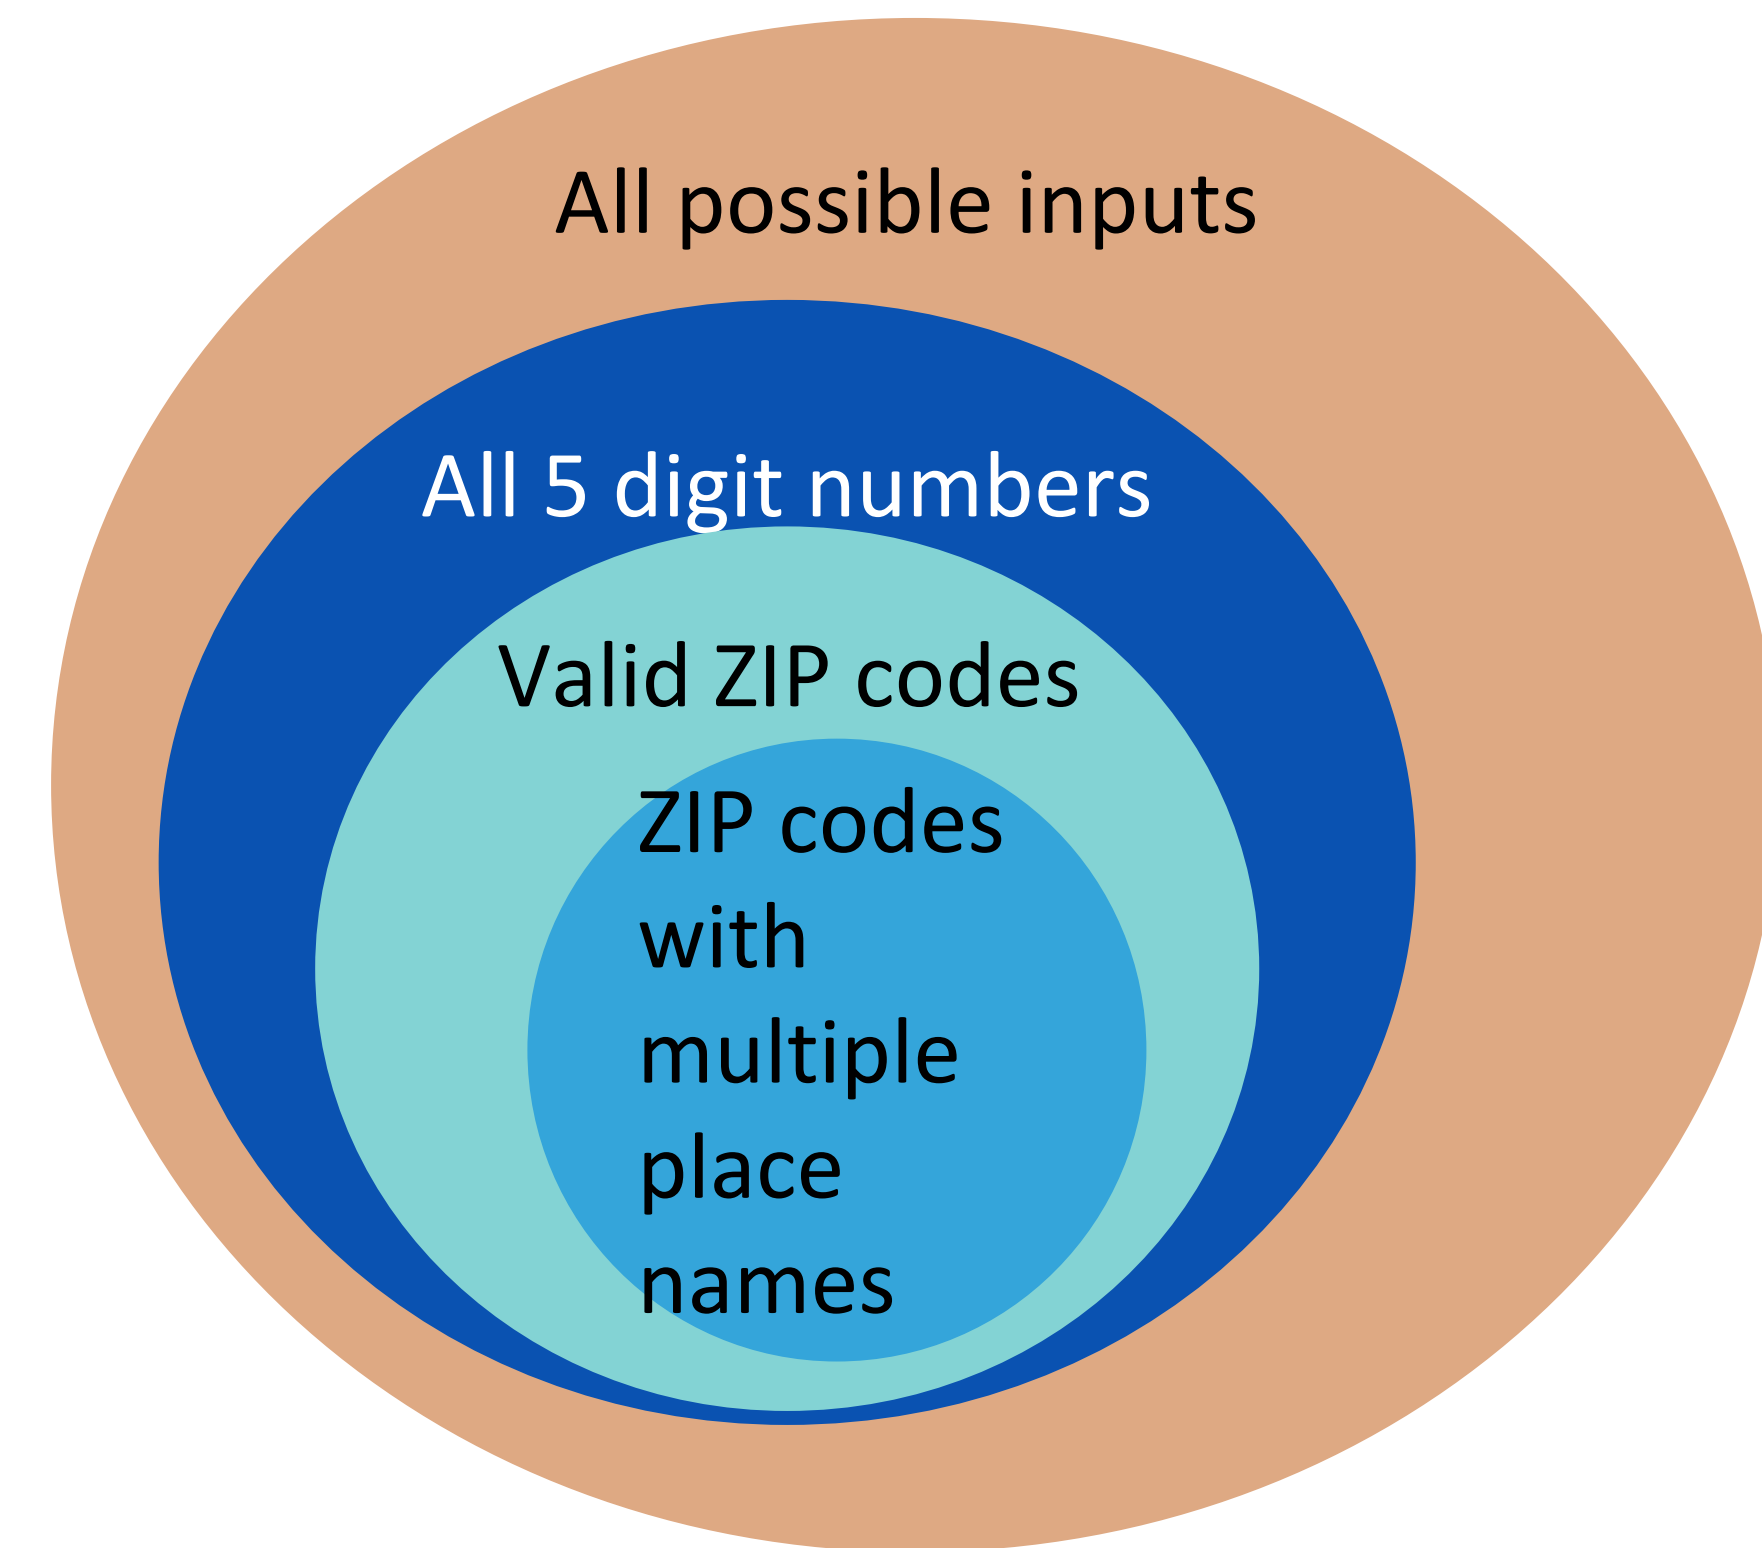 All possible inputs
All 5 digit numbers
Valid ZIP codes
ZIP codes
with
multiple
place
names